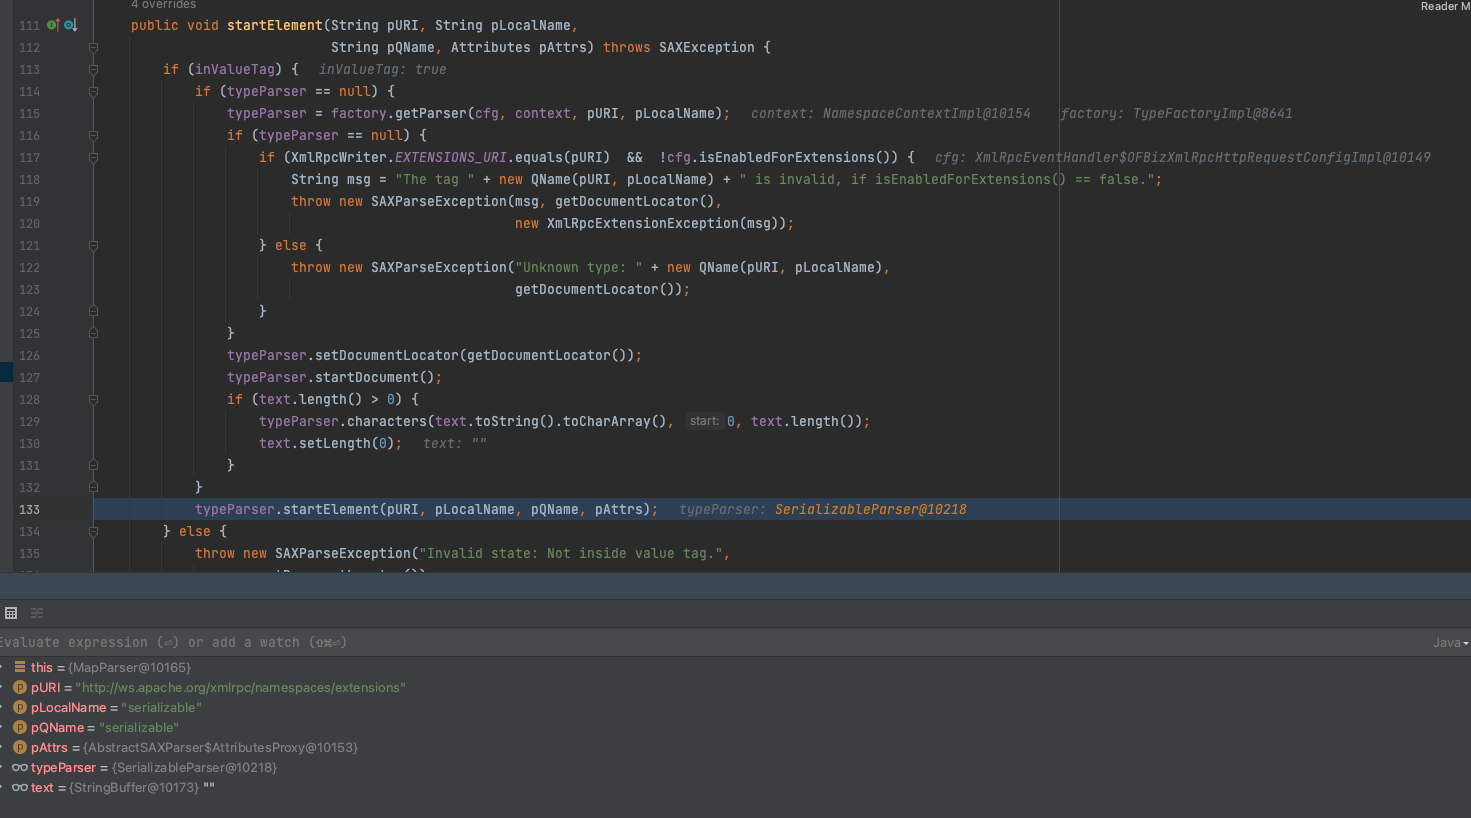 4 overrides
Reader M
111 public void startElement(String pURI, String pLocalName,
112 String pQName, Attributes pAttrs) throws SAXException {
113 if (inValueTag) { inValueTag: true
114 if (typeParser == null) {
115 typeParser = factory.getParser(cfg, context, pURI, pLocalName); context: NamespaceContextImpl@10154 factory: TypeFactoryImpl@8641
116 if (typeParser == null) {
117 if (XmlRpcWriter.EXTENSIONS_URI.equals(pURI) && !cfg.isEnabledForExtensions()) { cfg: XmlRpcEventHandler$OFBizXmlRpcHttpRequestConfigImpl@10149
118 String msg = "The tag " + new QName(pURI, pLocalName) + " is invalid, if isEnabledForExtensions() == false.";
119 throw new SAXParseException(msg, getDocumentLocator(),
120 new XmlRpcExtensionException(msg));
121 } else {
122 throw new SAXParseException("Unknown type: " + new QName(pURI, pLocalName),
123 getDocumentLocator());
124 }
125 }
126 typeParser.setDocumentLocator(getDocumentLocator());
127 typeParser.startDocument();
128 if (text.length() > 0) {
129 typeParser.characters(text.toString().toCharArray(), start: 0, text.length());
130 text.setLength(0); text: ""
131 }
132 }
133 typeParser.startElement(pURI, pLocalName, pQName, pAttrs); typeParser: SerializableParser@10218
134 } else {
135 throw new SAXParseException("Invalid state: Not inside value tag.",
Evaluate expression (⏎) or add a watch (⇧⌘⏎)
Java
this = {MapParser@10165}
p pURI = "http://ws.apache.org/xmlrpc/namespaces/extensions"
p pLocalName = "serializable"
p pQName = "serializable"
p pAttrs = {AbstractSAXParser$AttributesProxy@10153}
typeParser = {SerializableParser@10218}
text = {StringBuffer@10173} ""